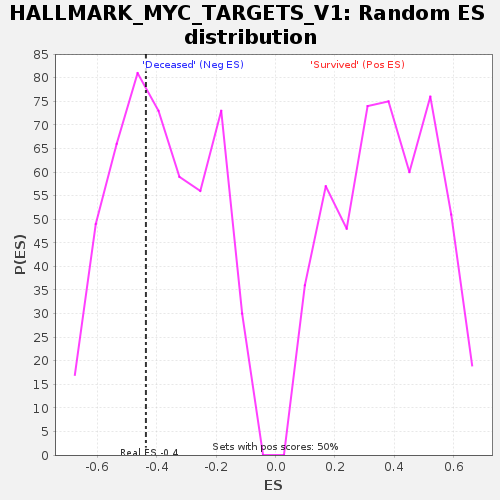 HALLMARK_MYC_TARGETS_V1: Random ES
distribution
'Deceased' (Neg ES)
'Survived' (Pos ES)
85
80
75
70
65
60
55
50
45
40
35
30
25
20
15
10
5
0
P(ES)
Real ES -0.4
Sets with pos scores: 50%
-0.6 -0.4 -0.2 0.0 0.2 0.4 0.6
ES